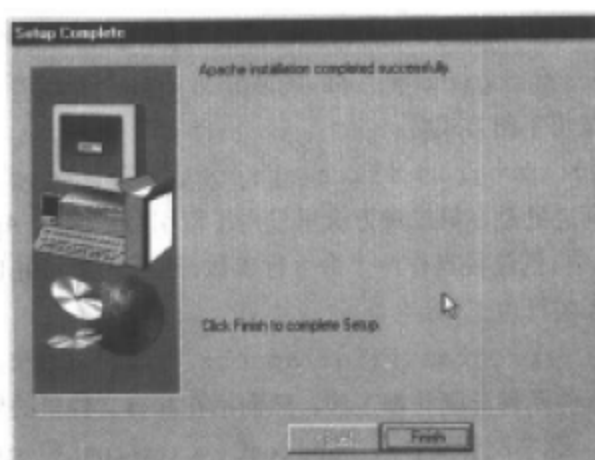 Setup Complete
Apache installation completed successfully.
Click Finish to complete Setup.
Finish